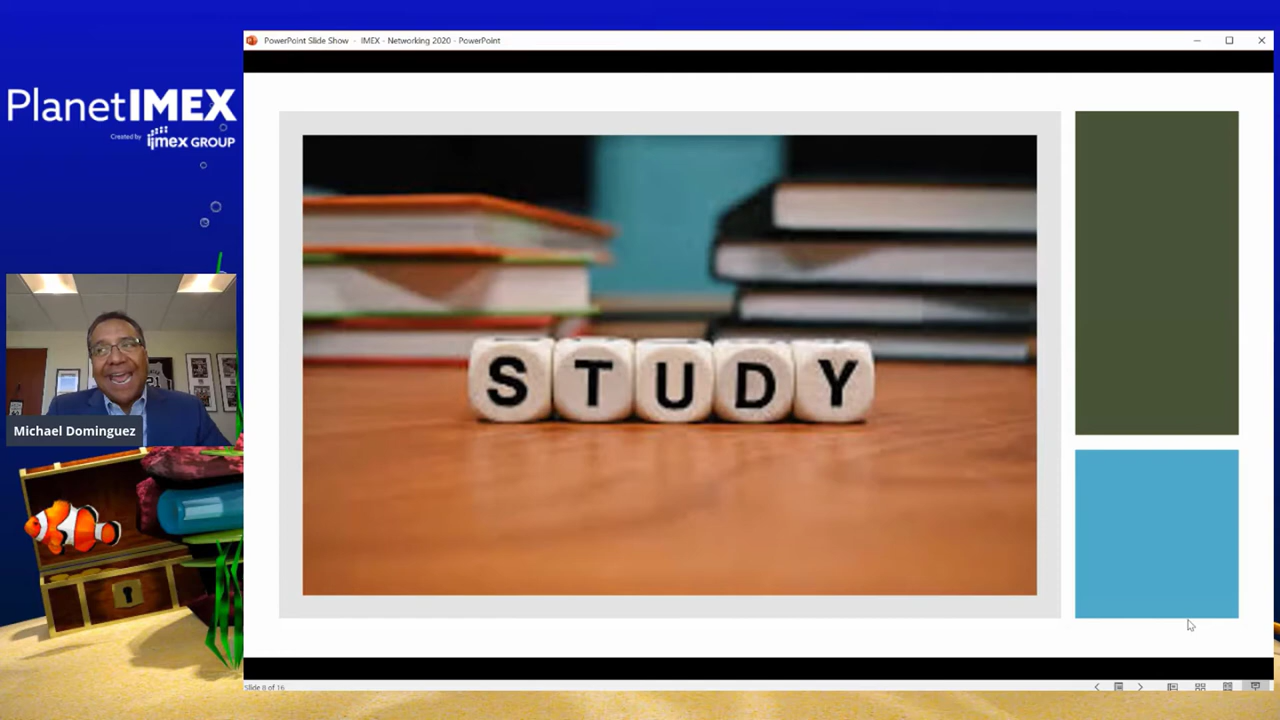 PowerPoint Slide Show - IMEX - Networking 2020 - PowerPoint
PlanetIMEX
Created by imex GROUP
STUDY
21
Michael Dominguez
Slide 8 of 16